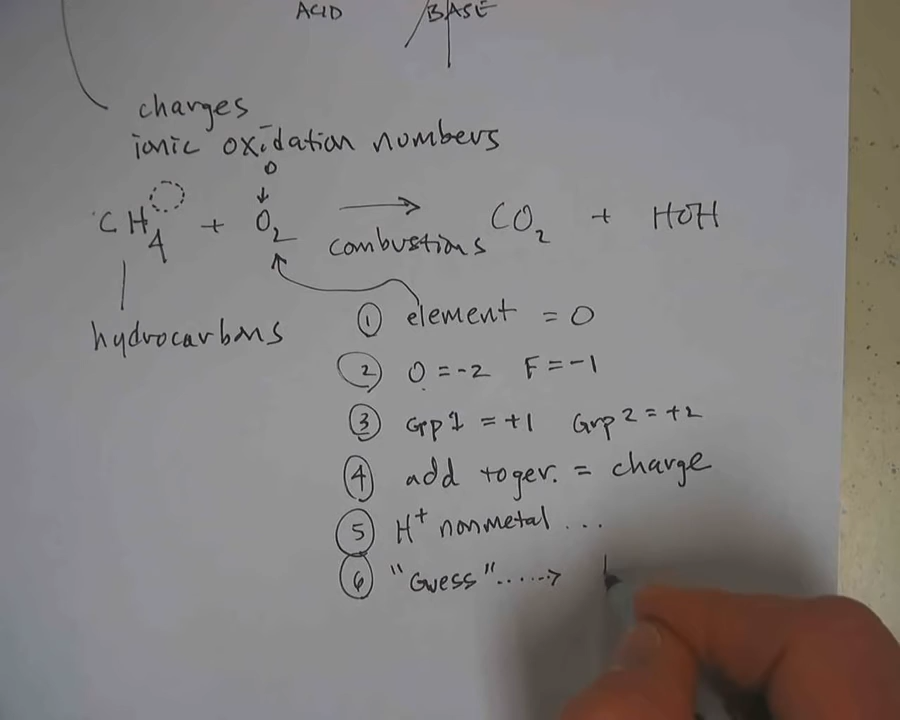 ACID / BASE
charges
ionic oxidation numbers
0
CH4 + O2 → CO2 + HOH
combustions
① element = 0
hydrocarbons
② O = -2 F = -1
③ Grp 1 = +1 Grp 2 = +2
④ add toger. = charge
⑤ H+ nonmetal ...
⑥ "Guess".....→